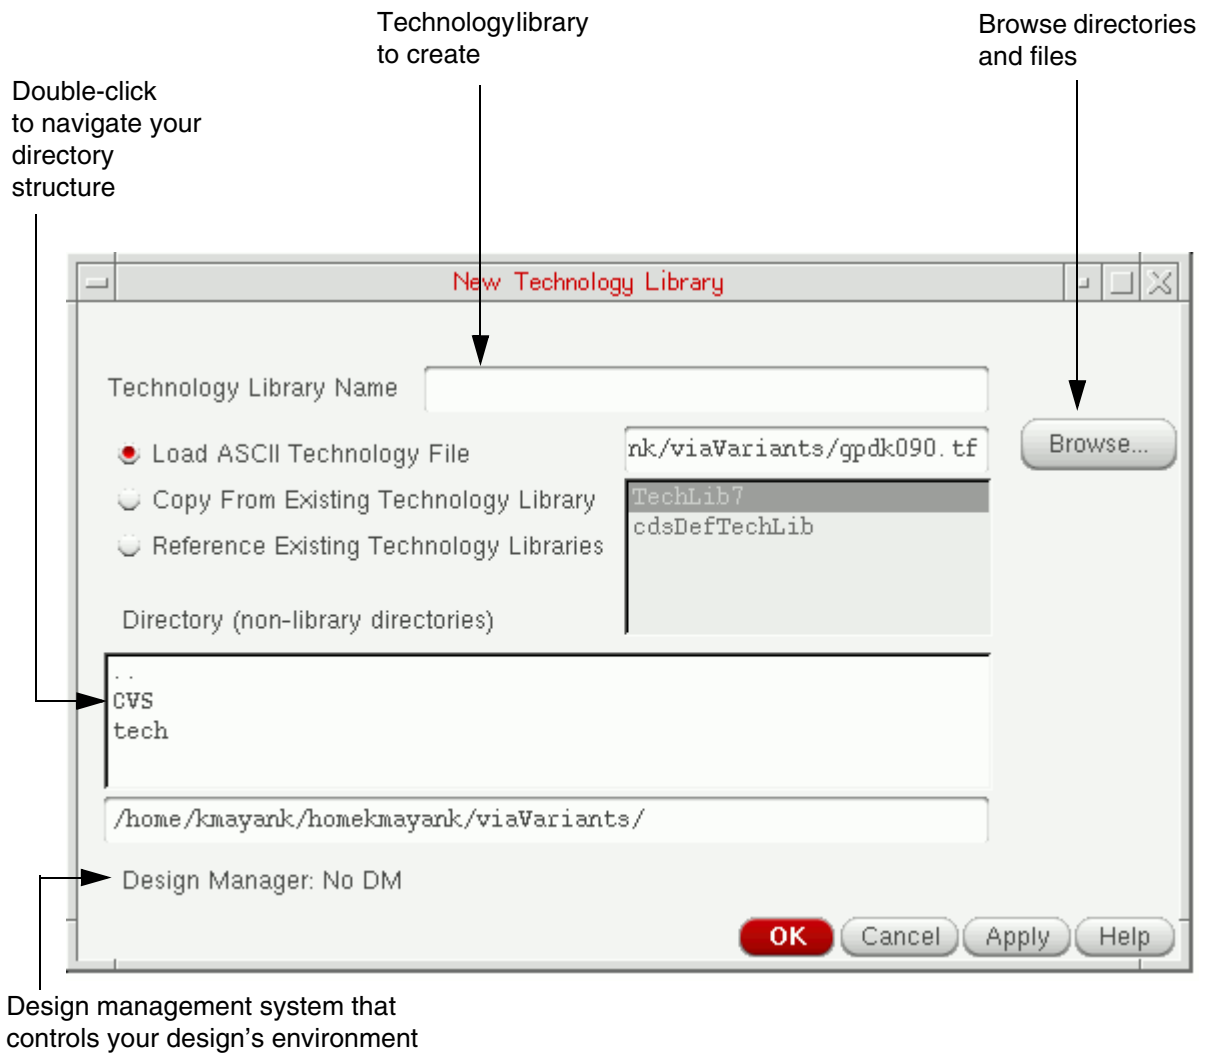 Technologylibrary
to create
Browse directories
and files
Double-click
to navigate your
directory
structure
New Technology Library
Technology Library Name
Load ASCII Technology File
nk/viaVariants/gpdk090.tf
Browse...
Copy From Existing Technology Library
TechLib7
cdsDefTechLib
Reference Existing Technology Libraries
Directory (non-library directories)
..
CVS
tech
/home/kmayank/homekmayank/viaVariants/
Design Manager: No DM
OK
Cancel
Apply
Help
Design management system that
controls your design’s environment